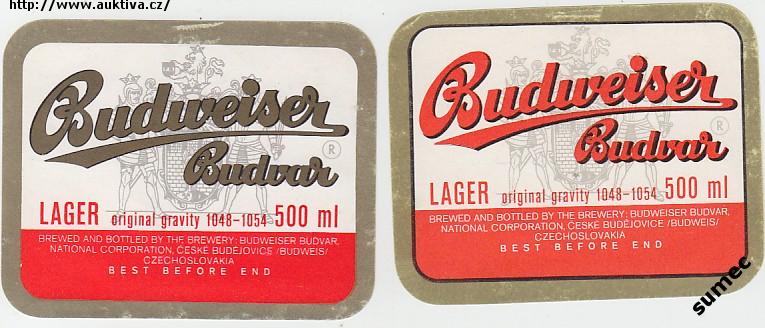 http://www.auktiva.cz/
Budweiser
Budvar
®
LAGER original gravity 1048-1054 500 ml
BREWED AND BOTTLED BY THE BREWERY: BUDWEISER BUDVAR,
NATIONAL CORPORATION, ČESKÉ BUDĚJOVICE /BUDWEIS/
CZECHOSLOVAKIA
BEST BEFORE END
Budweiser
Budvar
®
LAGER original gravity 1048-1054 500 ml
BREWED AND BOTTLED BY THE BREWERY: BUDWEISER BUDVAR,
NATIONAL CORPORATION, ČESKÉ BUDĚJOVICE /BUDWEIS/
CZECHOSLOVAKIA
BEST BEFORE END
sumec